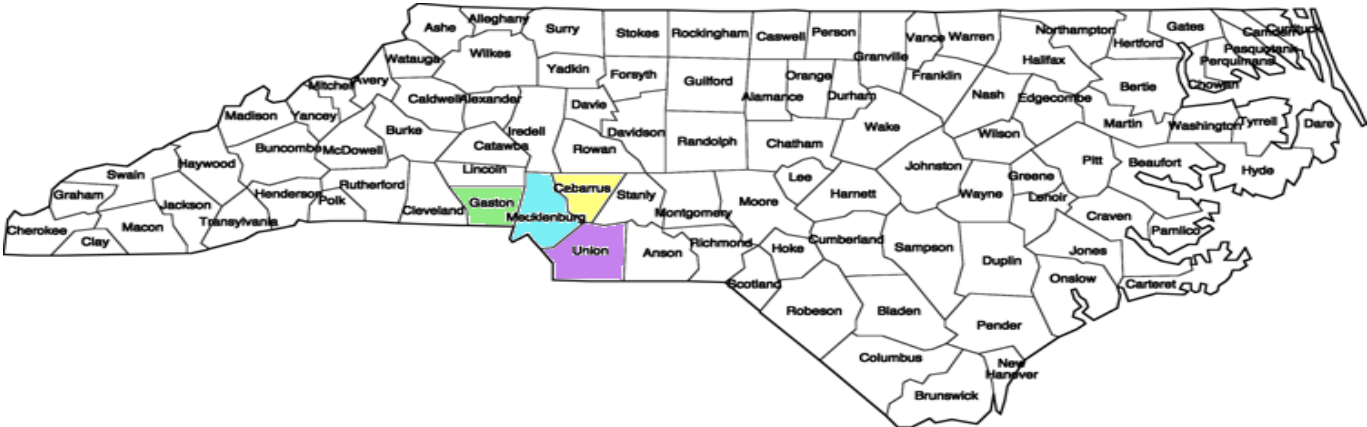 Ashe
Alleghany
Surry
Stokes
Rockingham
Caswell
Person
Vance
Warren
Northampton
Gates
Camden
Currituck
Hertford
Pasquotank
Perquimans
Chowan
Watauga
Wilkes
Yadkin
Forsyth
Guilford
Alamance
Orange
Durham
Granville
Franklin
Halifax
Bertie
Mitchell
Avery
Caldwell
Alexander
Davie
Iredell
Davidson
Randolph
Chatham
Wake
Nash
Edgecombe
Martin
Washington
Tyrrell
Dare
Madison
Yancey
Burke
Catawba
Rowan
Wilson
Pitt
Beaufort
Hyde
Buncombe
McDowell
Haywood
Swain
Graham
Lincoln
Rutherford
Henderson
Polk
Cleveland
Gaston
Mecklenburg
Cabarrus
Stanly
Montgomery
Moore
Lee
Harnett
Johnston
Wayne
Greene
Lenoir
Craven
Pamlico
Jackson
Transylvania
Macon
Cherokee
Clay
Union
Anson
Richmond
Hoke
Cumberland
Sampson
Duplin
Jones
Onslow
Carteret
Scotland
Robeson
Bladen
Pender
Columbus
New
Hanover
Brunswick